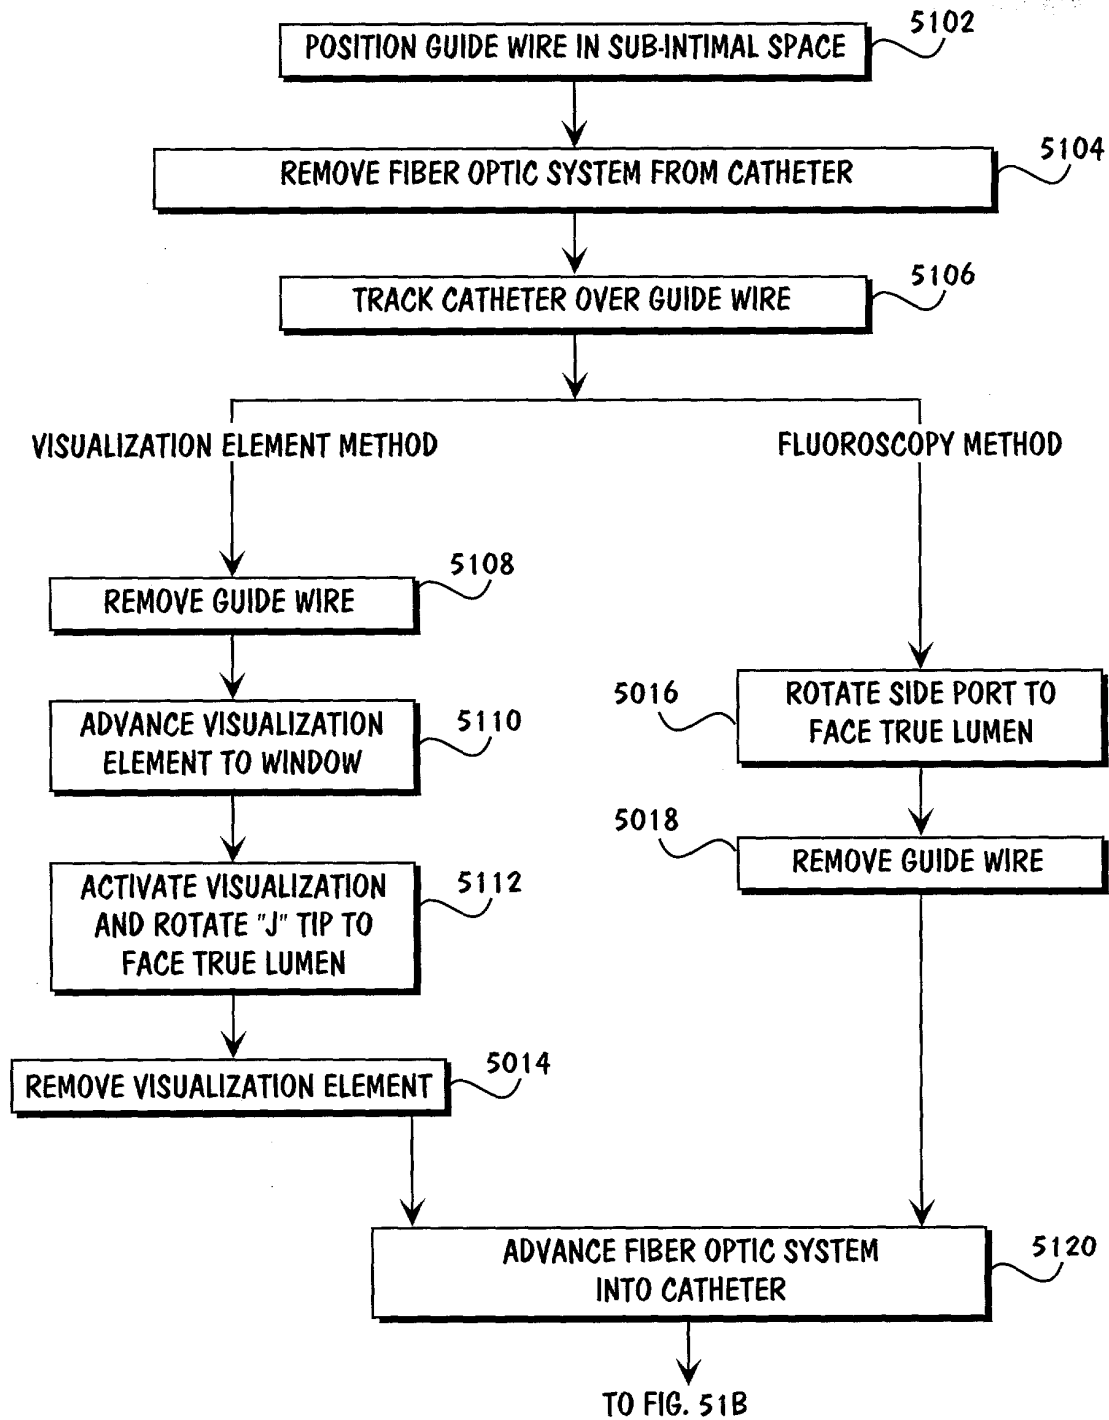 5102
POSITION GUIDE WIRE IN SUB-INTIMAL SPACE
5104
REMOVE FIBER OPTIC SYSTEM FROM CATHETER
5106
TRACK CATHETER OVER GUIDE WIRE
VISUALIZATION ELEMENT METHOD
5108
REMOVE GUIDE WIRE
5110
ADVANCE VISUALIZATION
ELEMENT TO WINDOW
5112
ACTIVATE VISUALIZATION
AND ROTATE "J" TIP TO
FACE TRUE LUMEN
5014
REMOVE VISUALIZATION ELEMENT
FLUOROSCOPY METHOD
5016
ROTATE SIDE PORT TO
FACE TRUE LUMEN
5018
REMOVE GUIDE WIRE
5120
ADVANCE FIBER OPTIC SYSTEM
INTO CATHETER
TO FIG. 51B